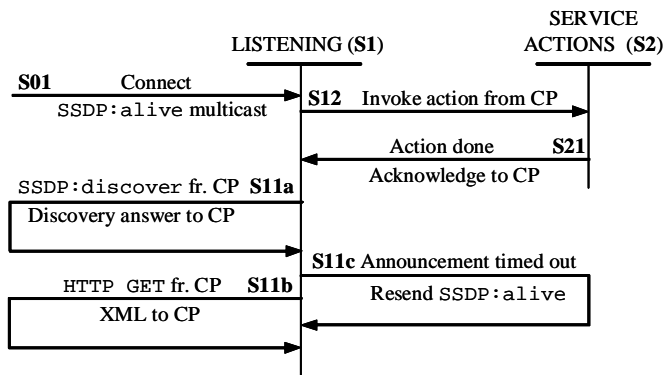 SERVICE
LISTENING (S1)
ACTIONS (S2)
S01 Connect
SSDP:alive multicast
S12 Invoke action from CP
Action done S21
Acknowledge to CP
SSDP:discover fr. CP S11a
Discovery answer to CP
S11c Announcement timed out
HTTP GET fr. CP S11b
Resend SSDP:alive
XML to CP